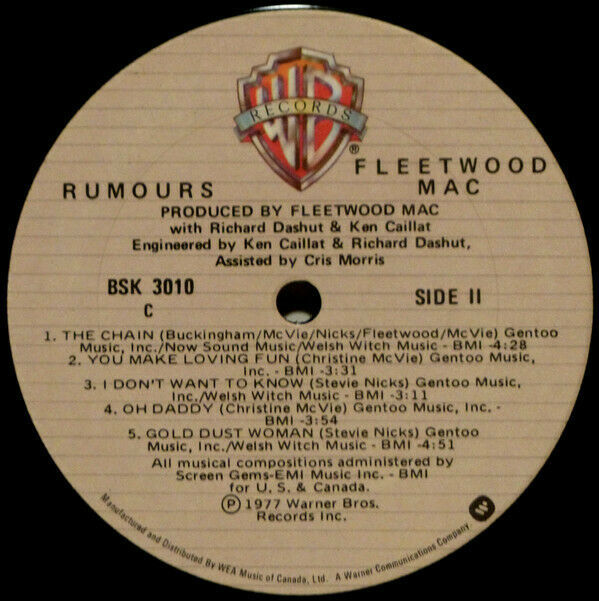 WB
RECORDS
®
FLEETWOOD
MAC
RUMOURS
PRODUCED BY FLEETWOOD MAC
with Richard Dashut & Ken Caillat
Engineered by Ken Caillat & Richard Dashut,
Assisted by Cris Morris
BSK 3010
C
SIDE II
1. THE CHAIN (Buckingham/McVie/Nicks/Fleetwood/McVie) Gentoo
Music, Inc./Now Sound Music/Welsh Witch Music - BMI -4:28
2. YOU MAKE LOVING FUN (Christine McVie) Gentoo Music,
Inc. - BMI -3:31
3. I DON'T WANT TO KNOW (Stevie Nicks) Gentoo Music,
Inc./Welsh Witch Music - BMI -3:11
4. OH DADDY (Christine McVie) Gentoo Music, Inc. -
BMI -3:54
5. GOLD DUST WOMAN (Stevie Nicks) Gentoo
Music, Inc./Welsh Witch Music - BMI -4:51
All musical compositions administered by
Screen Gems-EMI Music Inc. - BMI
for U. S. & Canada.
Ⓟ 1977 Warner Bros.
Records Inc.
Manufactured and Distributed By WEA Music of Canada, Ltd. A Warner Communications Company